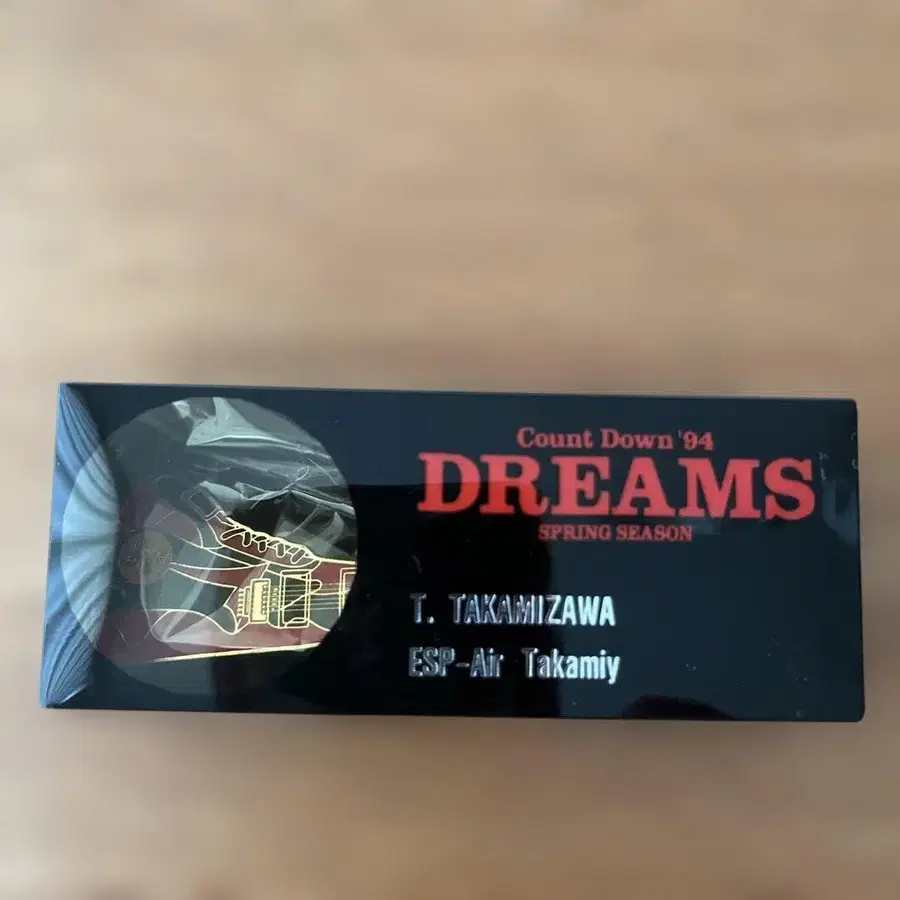 Count Down '94
DREAMS
SPRING SEASON
T. TAKAMIZAWA
ESP-Air Takamiy